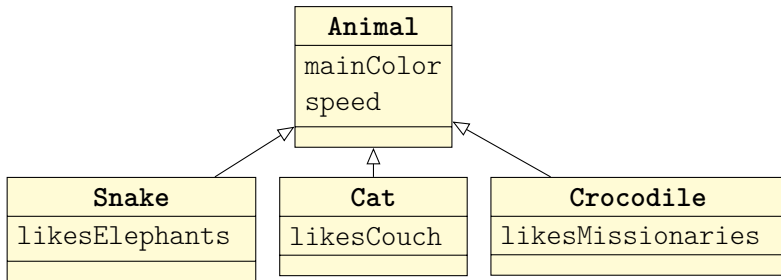 Animal
mainColor
speed
Snake
likesElephants
Cat
likesCouch
Crocodile
likesMissionaries